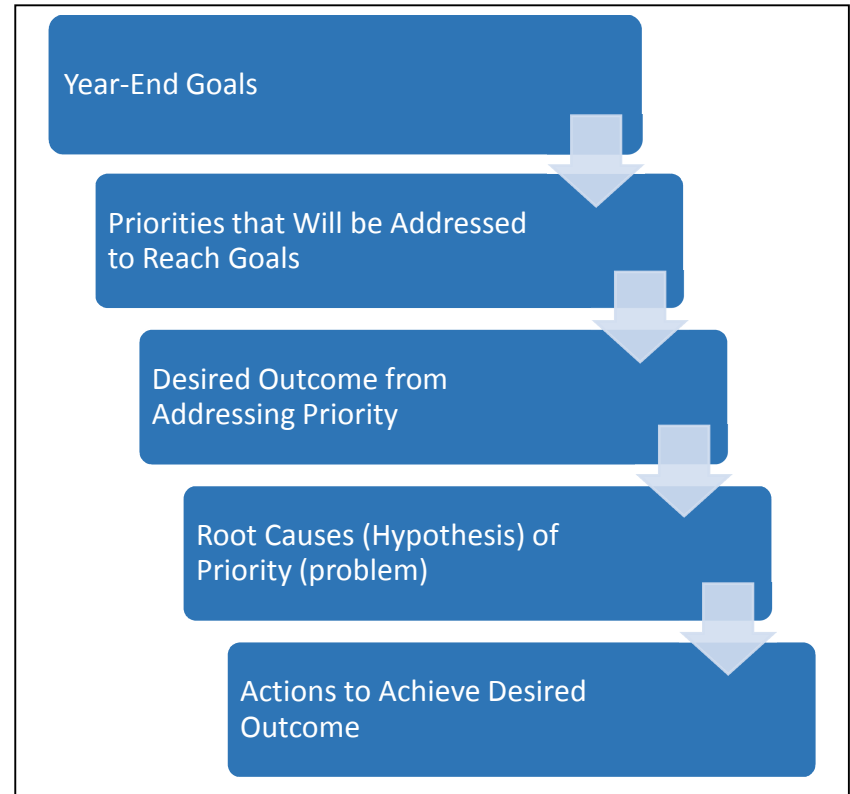 Year-End Goals
Priorities that Will be Addressed
to Reach Goals
Desired Outcome from
Addressing Priority
Root Causes (Hypothesis) of
Priority (problem)
Actions to Achieve Desired
Outcome